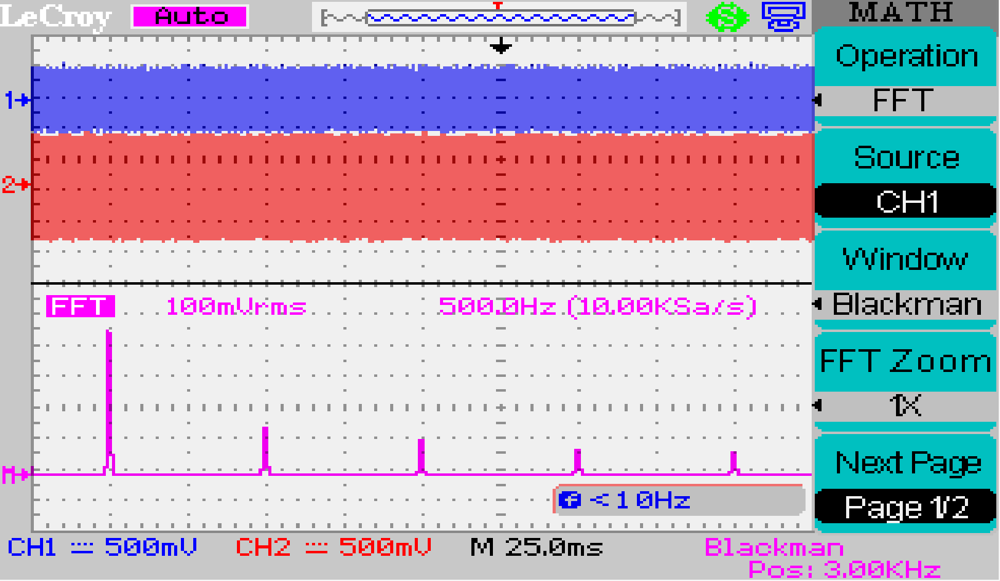 LeCroy Auto MATH
Operation
FFT
Source
CH1
Window
Blackman
FFT Zoom
1X
Next Page
Page 1/2
1
2
FFT 100mVrms 500.0Hz (10.00KSa/s)
M
f <10Hz
CH1 500mV CH2 500mV M 25.0ms Blackman
Pos: 3.00KHz